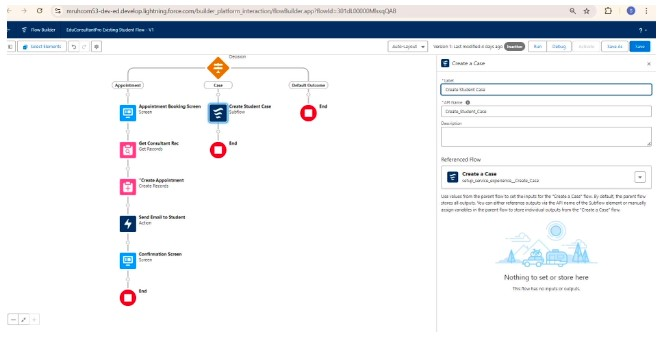 nsruhcom53-dev-ed.develop.lightning.force.com/builder_platform_interaction/flowBuilder.app?flowId=301dL00000MhssqQAB
Flow Builder EduConsultantPro Existing Student Flow - V1
Select Elements
Auto-Layout
Version 1: Last modified 6 days ago
Inactive
Run
Debug
Activate
Save As
Save
Decision
Appointment
Case
Default Outcome
Appointment Booking Screen
Screen
Create Student Case
Subflow
End
Get Consultant Rec
Get Records
End
*Create Appointment
Create Records
Send Email to Student
Action
Confirmation Screen
Screen
End
Create a Case
*Label
Create Student Case
*API Name
Create_Student_Case
Description
Referenced Flow
Create a Case
setup_service_experience__Create_Case
Use values from the parent flow to set the inputs for the "Create a Case" flow. By default, the parent flow
stores all outputs. You can either reference outputs via the API name of the Subflow element or manually
assign variables in the parent flow to store individual outputs from the "Create a Case" flow.
Nothing to set or store here
This flow has no inputs or outputs.